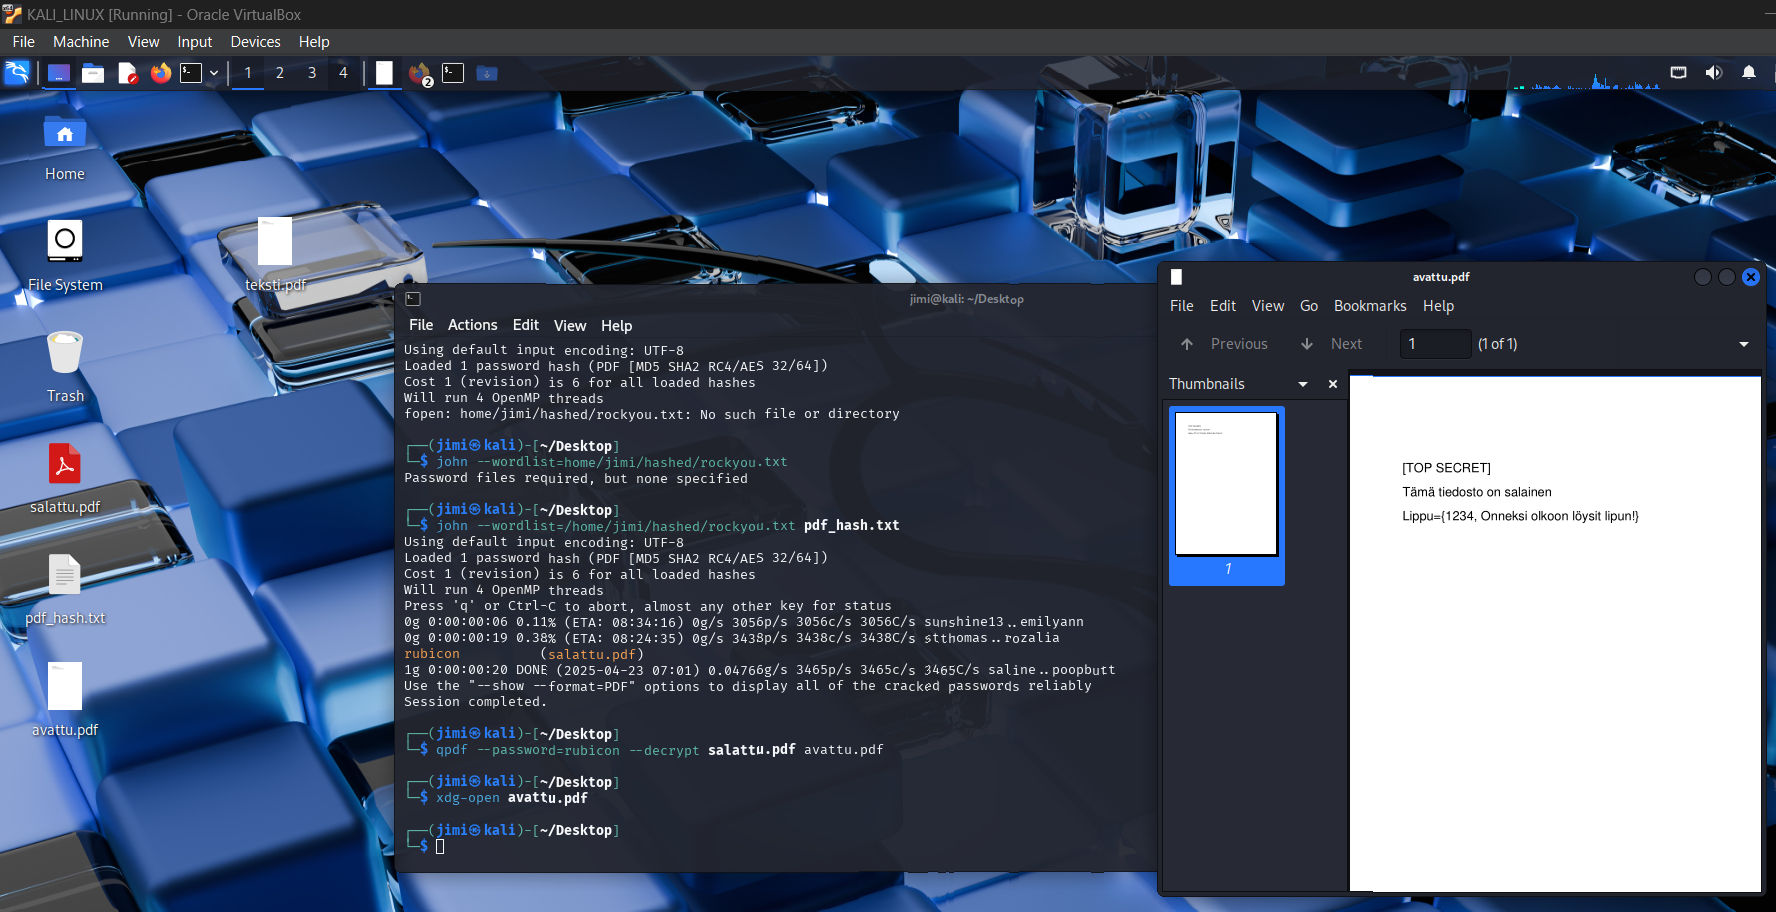 KALI_LINUX [Running] - Oracle VirtualBox
File Machine View Input Devices Help
1 2 3 4 2
Home
File System
Trash
salattu.pdf
pdf_hash.txt
avattu.pdf
teksti.pdf
jimi@kali: ~/Desktop
File Actions Edit View Help
Using default input encoding: UTF-8
Loaded 1 password hash (PDF [MD5 SHA2 RC4/AES 32/64])
Cost 1 (revision) is 6 for all loaded hashes
Will run 4 OpenMP threads
fopen: home/jimi/hashed/rockyou.txt: No such file or directory
┌──(jimi㉿kali)-[~/Desktop]
└─$ john --wordlist=home/jimi/hashed/rockyou.txt
Password files required, but none specified
┌──(jimi㉿kali)-[~/Desktop]
└─$ john --wordlist=/home/jimi/hashed/rockyou.txt pdf_hash.txt
Using default input encoding: UTF-8
Loaded 1 password hash (PDF [MD5 SHA2 RC4/AES 32/64])
Cost 1 (revision) is 6 for all loaded hashes
Will run 4 OpenMP threads
Press 'q' or Ctrl-C to abort, almost any other key for status
0g 0:00:00:06 0.11% (ETA: 08:34:16) 0g/s 3056p/s 3056c/s 3056C/s sunshine13..emilyann
0g 0:00:00:19 0.38% (ETA: 08:24:35) 0g/s 3438p/s 3438c/s 3438C/s stthomas..rozalia
rubicon (salattu.pdf)
1g 0:00:00:20 DONE (2025-04-23 07:01) 0.04766g/s 3465p/s 3465c/s 3465C/s saline..poopbutt
Use the "--show --format=PDF" options to display all of the cracked passwords reliably
Session completed.
┌──(jimi㉿kali)-[~/Desktop]
└─$ qpdf --password=rubicon --decrypt salattu.pdf avattu.pdf
┌──(jimi㉿kali)-[~/Desktop]
└─$ xdg-open avattu.pdf
┌──(jimi㉿kali)-[~/Desktop]
└─$
avattu.pdf
File Edit View Go Bookmarks Help
Previous Next 1 (1 of 1)
Thumbnails
1
[TOP SECRET]
Tämä tiedosto on salainen
Lippu={1234, Onneksi olkoon löysit lipun!}